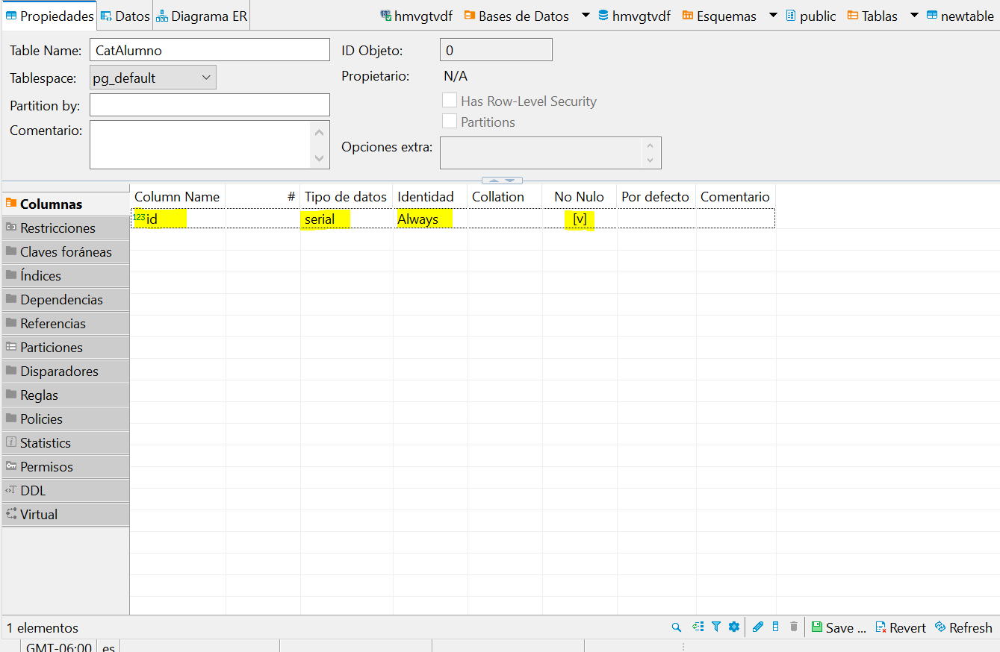 Propiedades Datos Diagrama ER hmvgtvdf Bases de Datos hmvgtvdf Esquemas public Tablas newtable
Table Name: CatAlumno ID Objeto: 0
Tablespace: pg_default Propietario: N/A
Partition by: Has Row-Level Security
Comentario: Partitions
Opciones extra:
Column Name # Tipo de datos Identidad Collation No Nulo Por defecto Comentario
123 id serial Always [v]
Columnas
Restricciones
Claves foráneas
Índices
Dependencias
Referencias
Particiones
Disparadores
Reglas
Policies
Statistics
Permisos
DDL
Virtual
1 elementos Save ... Revert Refresh
GMT-06:00 es